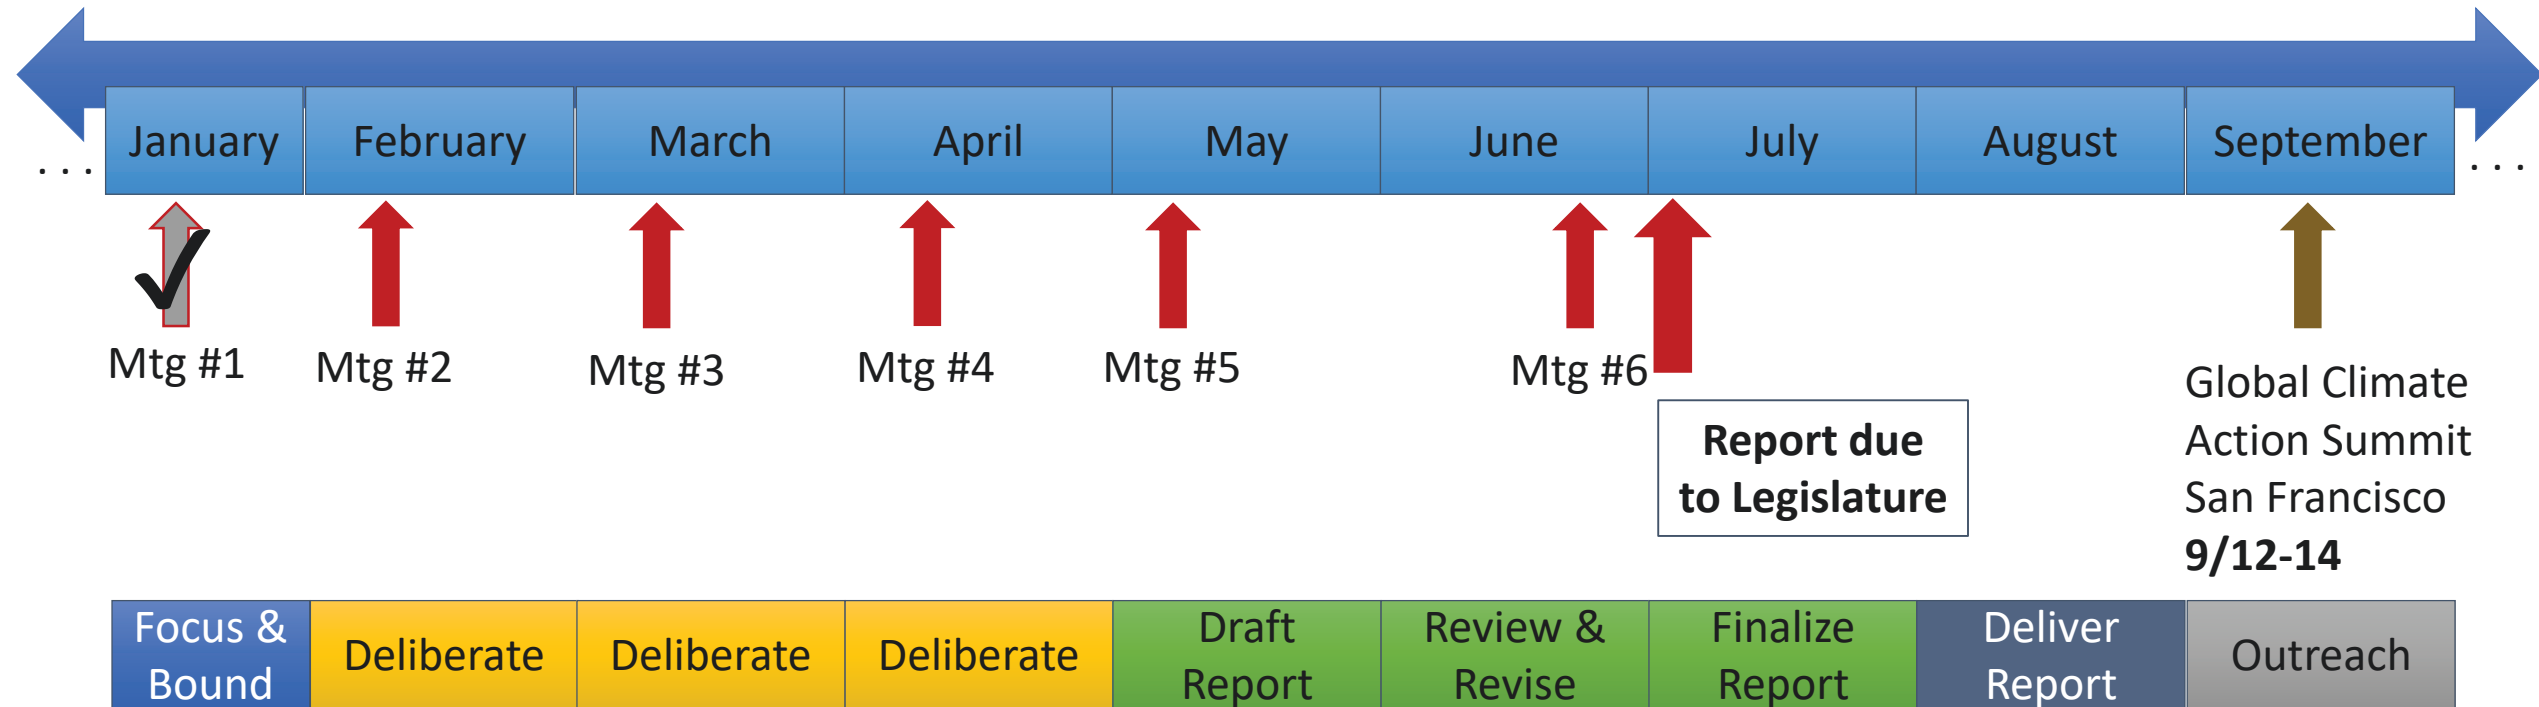 . . . January February March April May June July August September . . .
Mtg #1 Mtg #2 Mtg #3 Mtg #4 Mtg #5 Mtg #6
Report due
to Legislature
Global Climate
Action Summit
San Francisco
9/12-14
Focus &
Bound
Deliberate
Deliberate
Deliberate
Draft
Report
Review &
Revise
Finalize
Report
Deliver
Report
Outreach